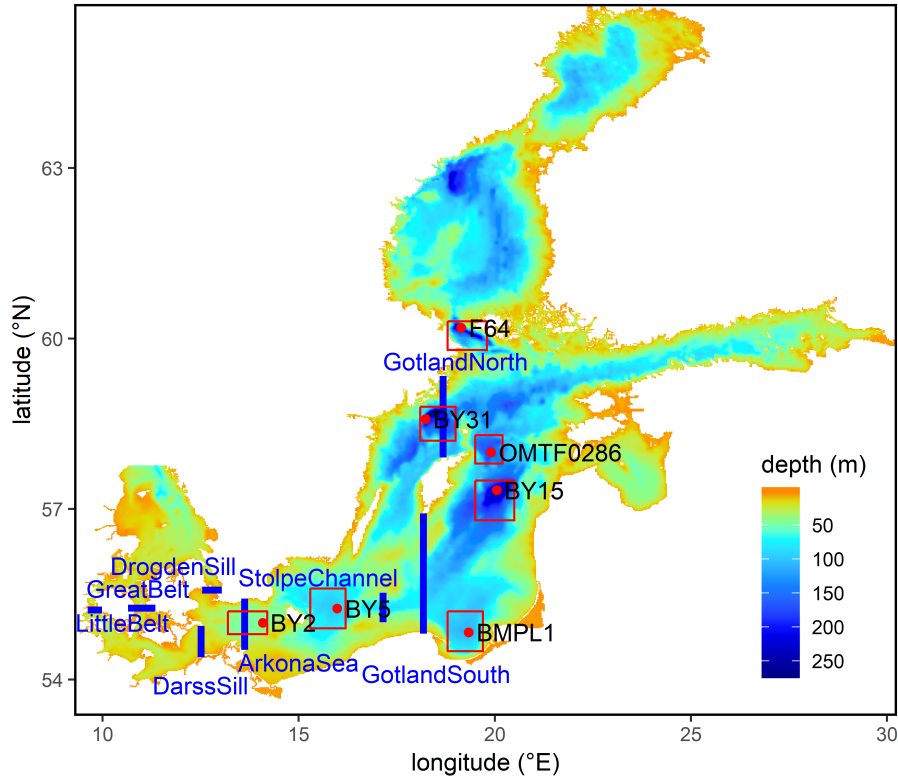 63
F64
60
GotlandNorth
latitude (°N)
BY31
OMTF0286
depth (m)
BY15
57
50
DrogdenSill
100
StolpeChannel
GreatBelt
150
BY5
LittleBelt
BY2
BMPL1
200
ArkonaSea
GotlandSouth
250
54
DarssSill
10
15
20
25
30
longitude (°E)